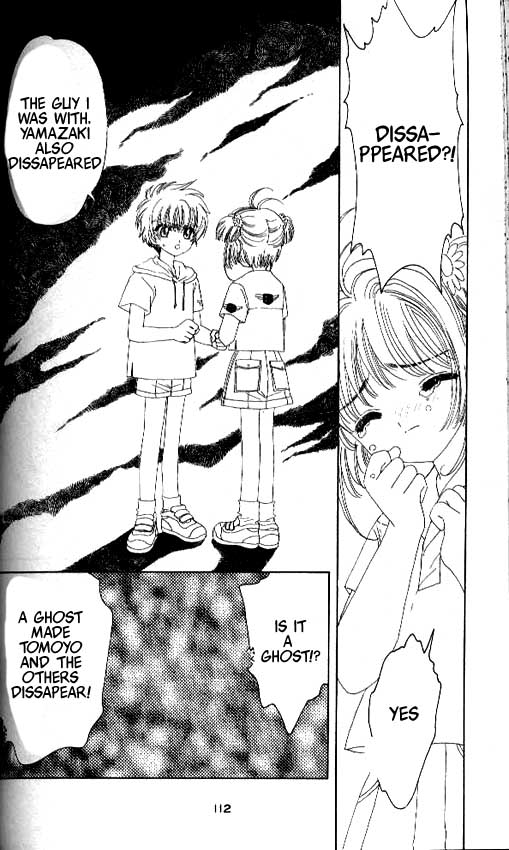 DISSA-
PPEARED?!
YES
THE GUY I
WAS WITH.
YAMAZAKI
ALSO
DISSAPEARED
IS IT
A
GHOST!?
A GHOST
MADE
TOMOYO
AND THE
OTHERS
DISSAPEAR!
112